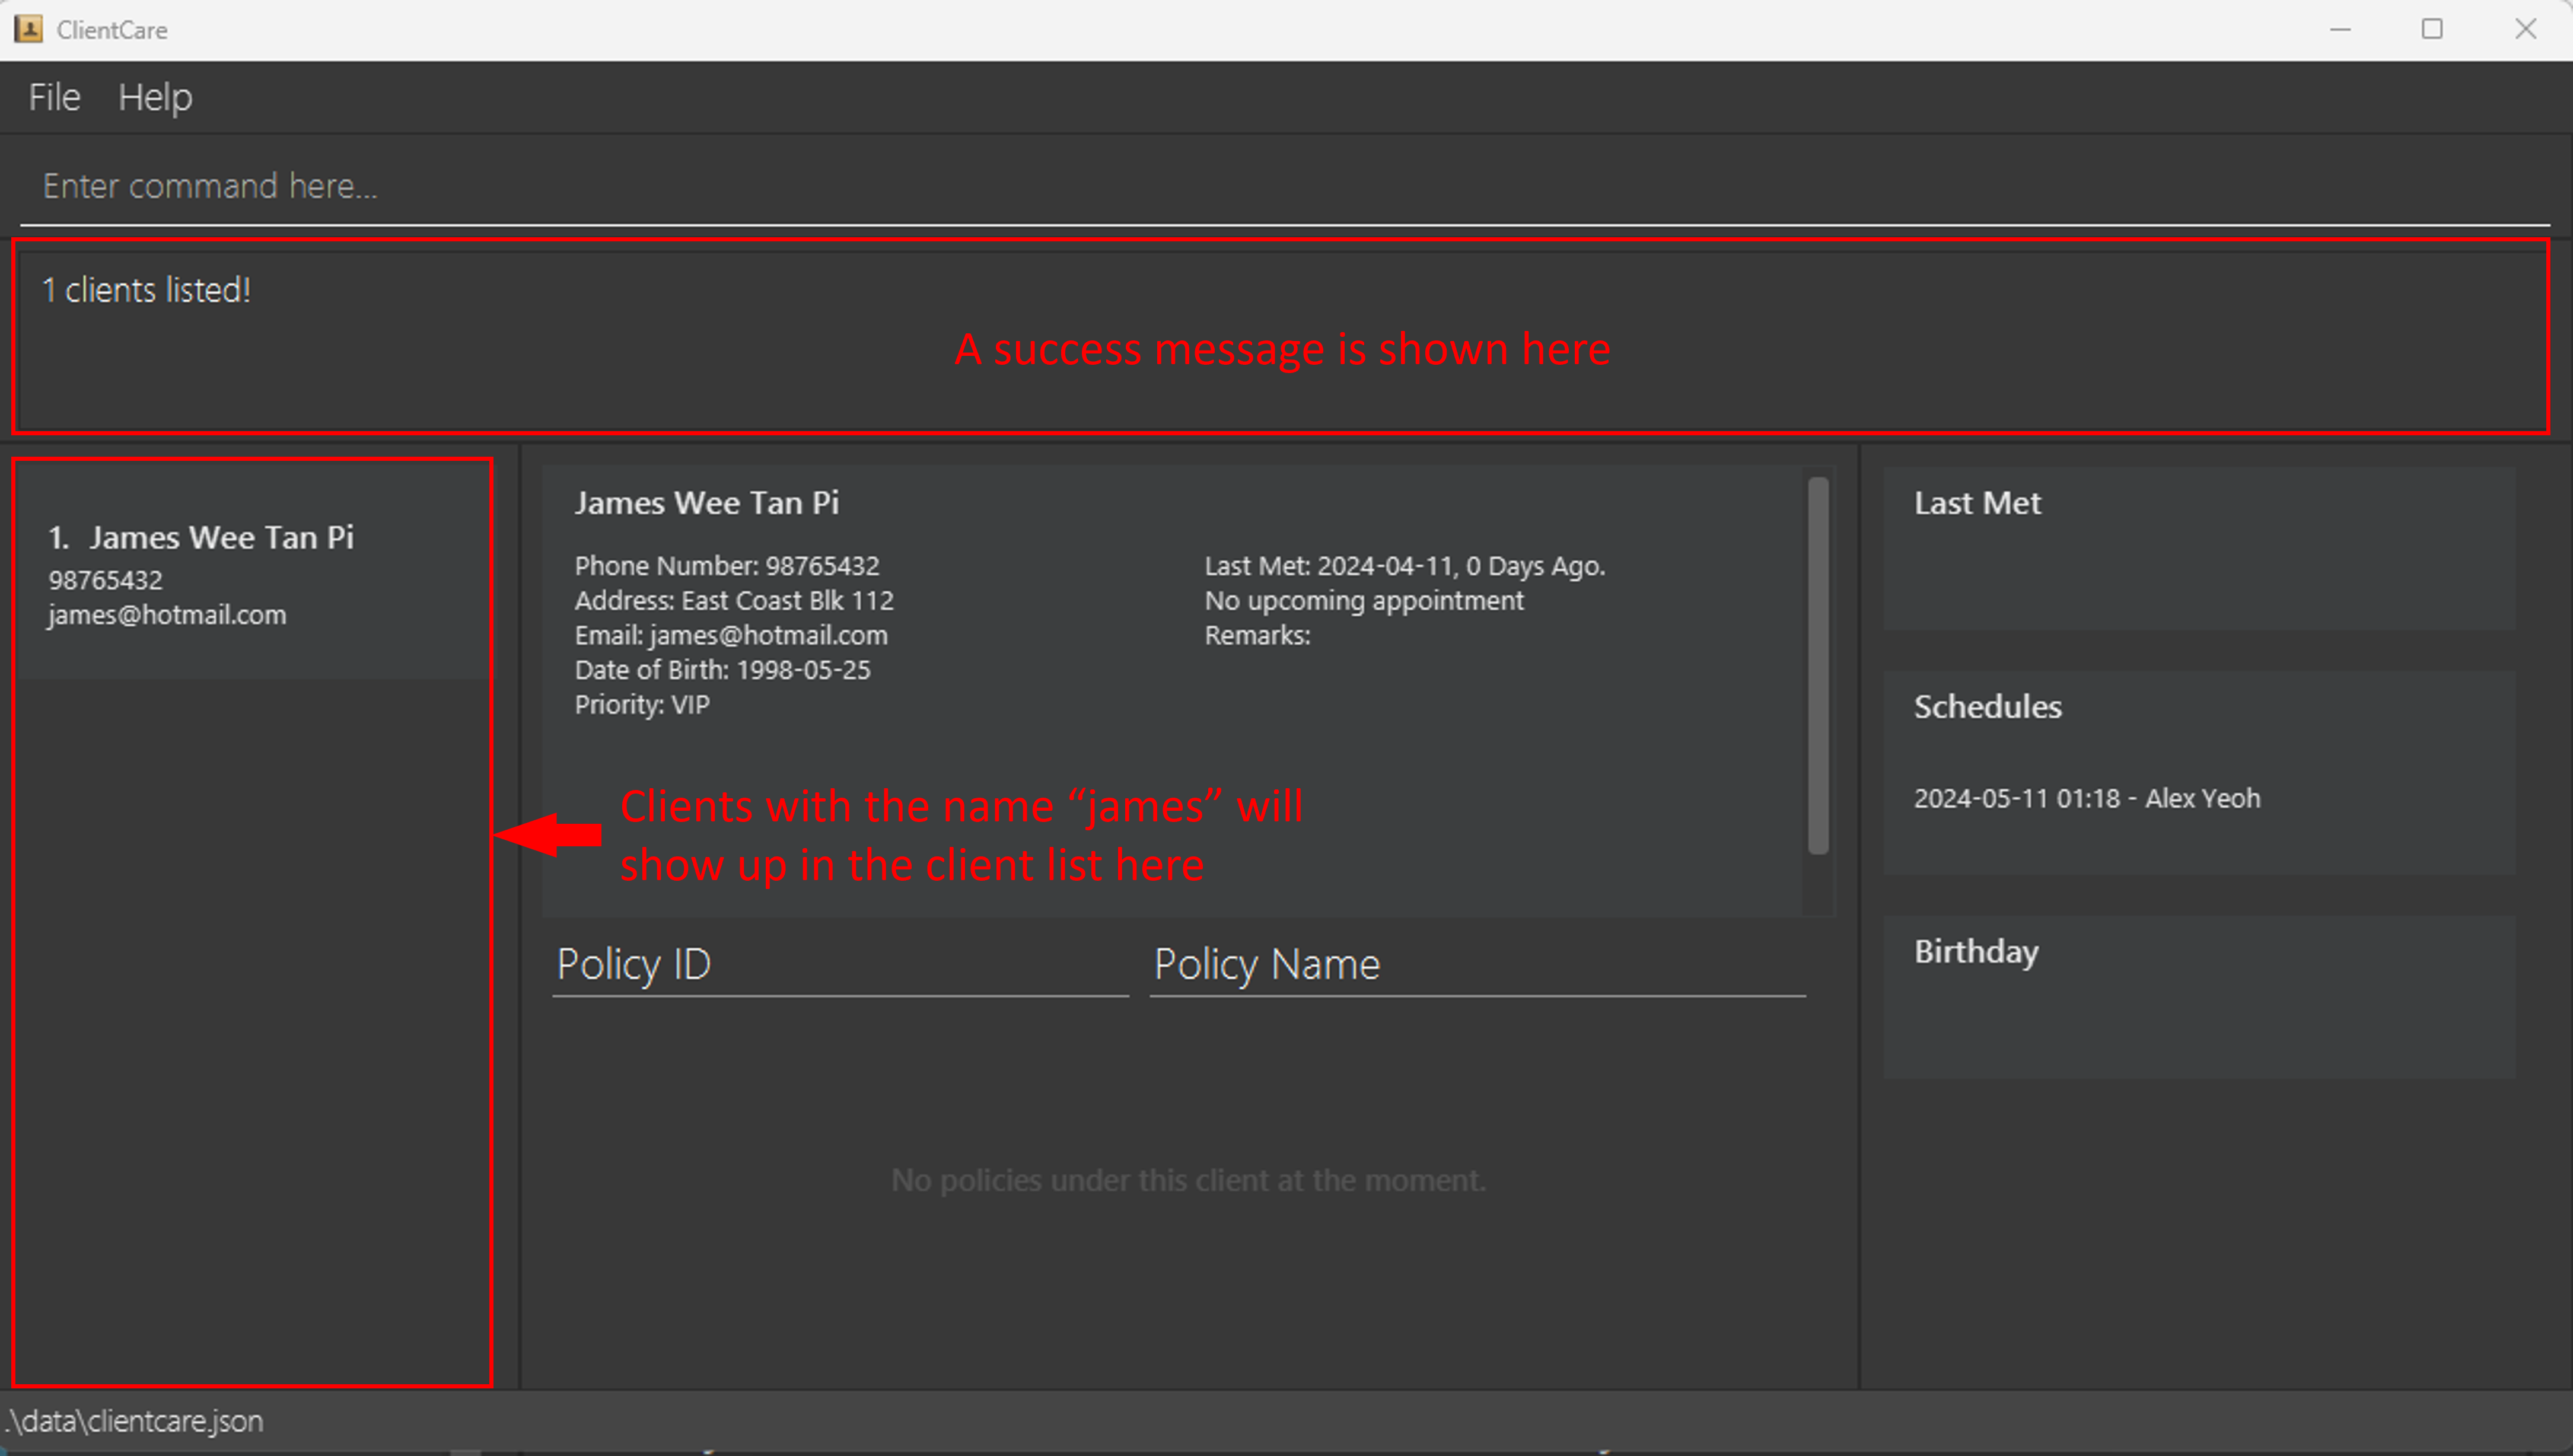 ClientCare
File Help
Enter command here...
1 clients listed!
A success message is shown here
1. James Wee Tan Pi
98765432
james@hotmail.com
James Wee Tan Pi
Phone Number: 98765432
Address: East Coast Blk 112
Email: james@hotmail.com
Date of Birth: 1998-05-25
Priority: VIP
Last Met: 2024-04-11, 0 Days Ago.
No upcoming appointment
Remarks:
Clients with the name “james” will
show up in the client list here
Policy ID Policy Name
No policies under this client at the moment.
Last Met
Schedules
2024-05-11 01:18 - Alex Yeoh
Birthday
.\data\clientcare.json